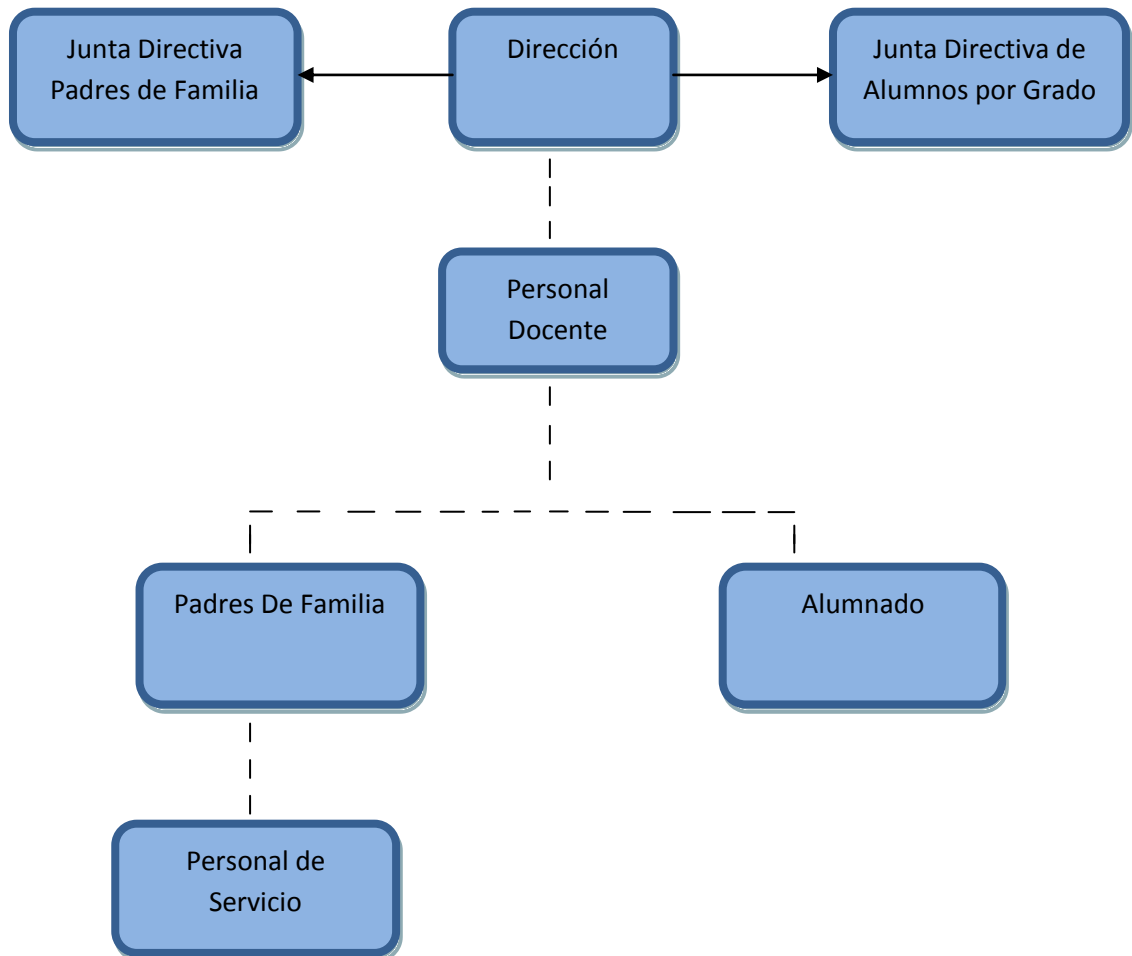 Junta Directiva
Padres de Familia
Dirección
Junta Directiva de
Alumnos por Grado
Personal
Docente
Padres De Familia
Alumnado
Personal de
Servicio